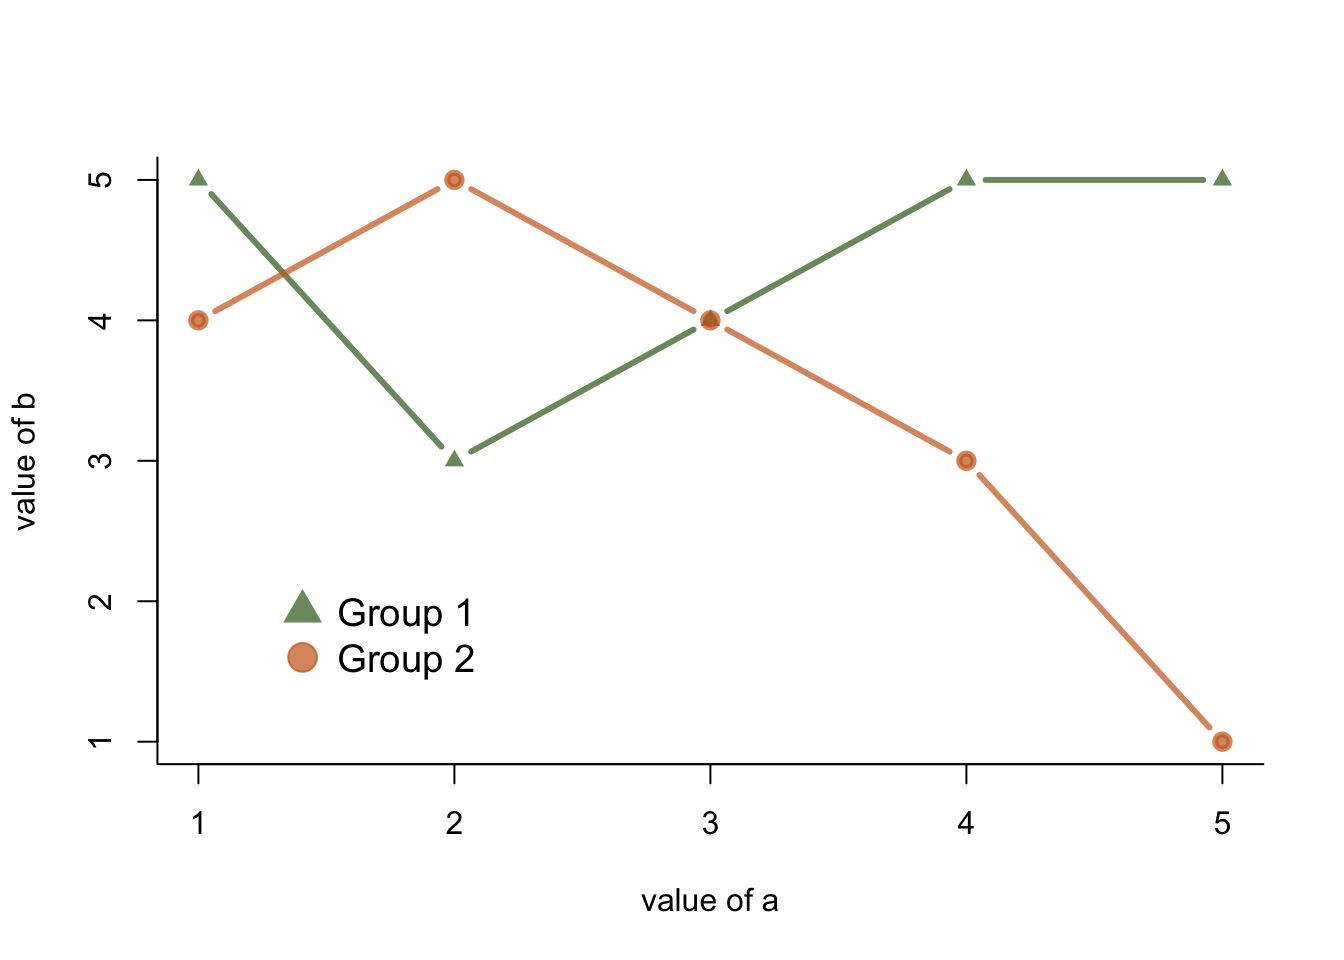 5
4
3
2
1
value of b
Group 1
Group 2
1 2 3 4 5
value of a